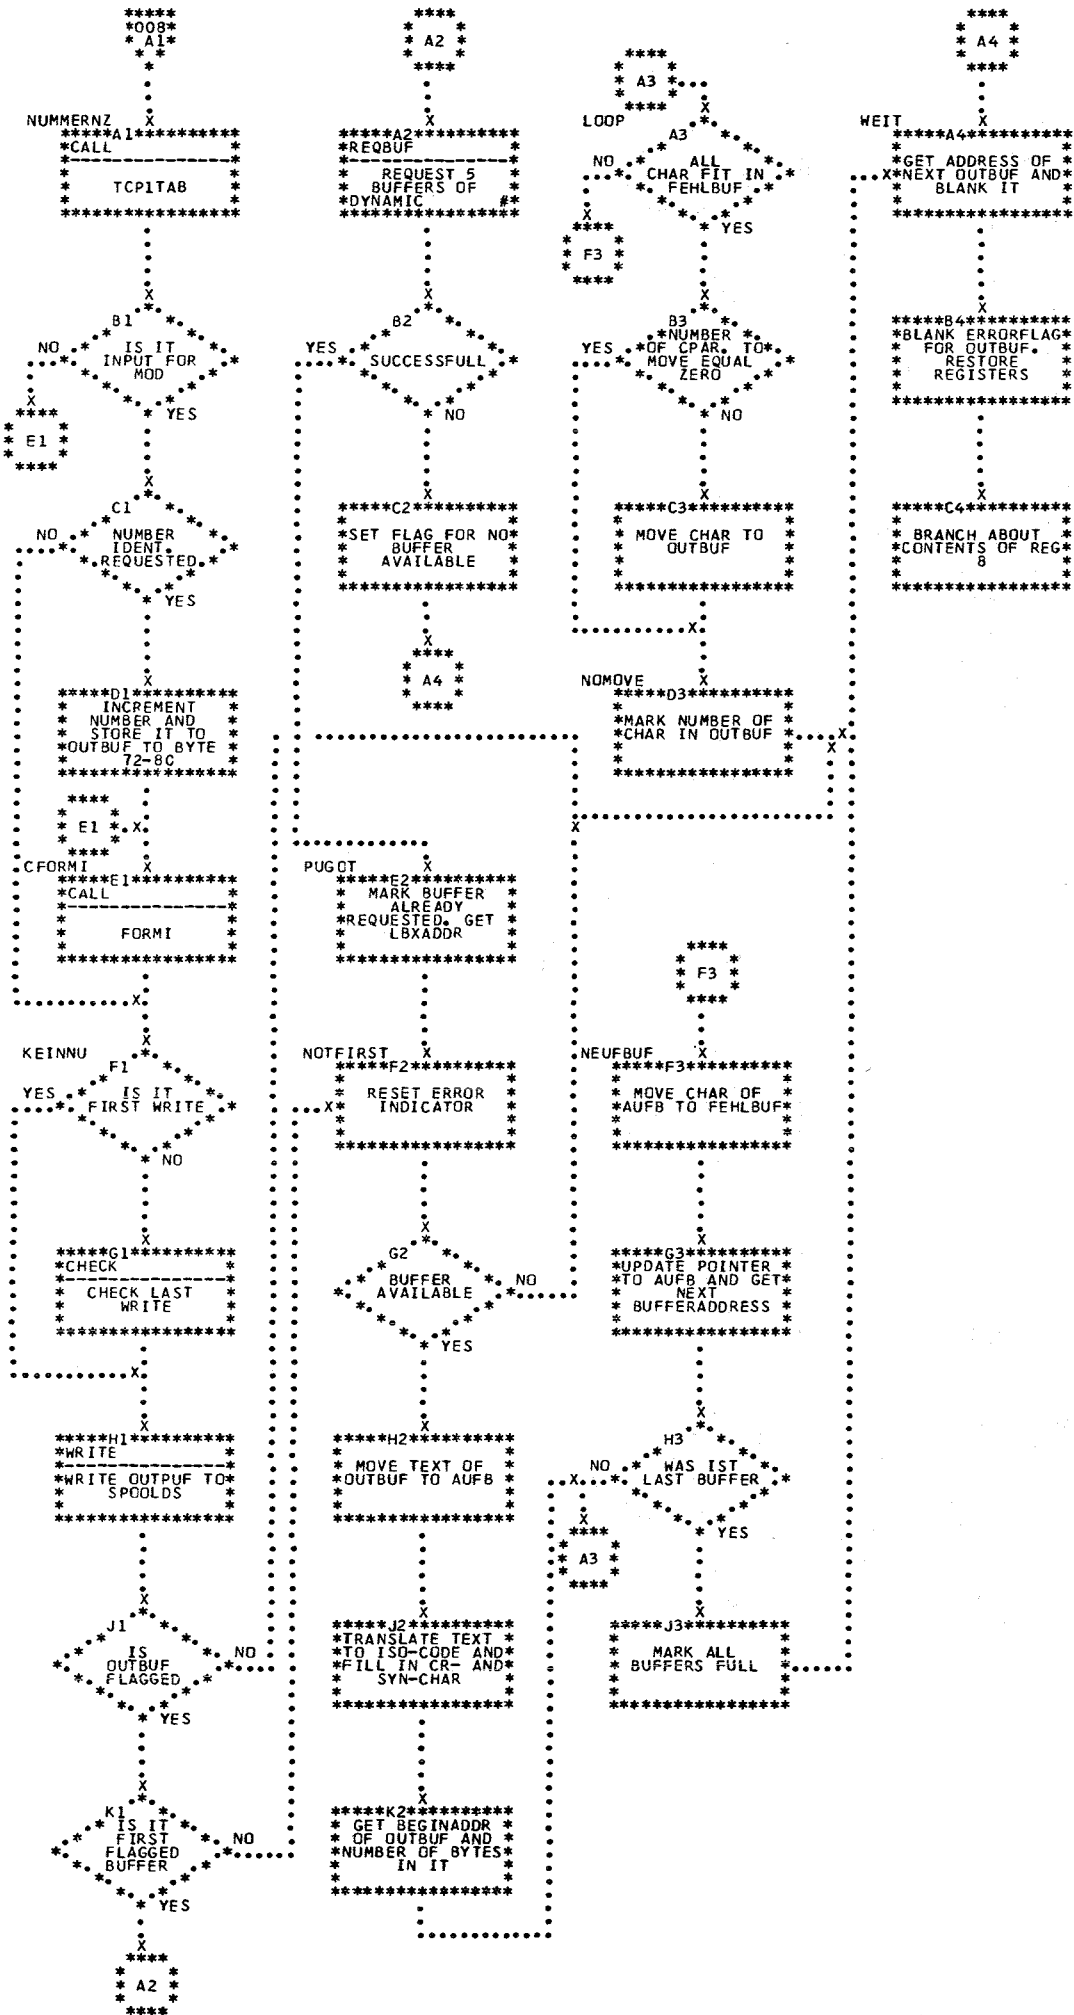 008
A1
NUMMERNZ
A1
CALL
TCP1TAB
B1
IS IT
INPUT FOR
MOD
NO
YES
E1
C1
NUMBER
IDENT.
REQUESTED
NO
YES
D1
INCREMENT
NUMBER AND
STORE IT TO
OUTBUF TO BYTE
72-80
E1
CFORMI
E1
CALL
FORMI
KEINNU
F1
IS IT
FIRST WRITE
YES
NO
G1
CHECK
CHECK LAST
WRITE
H1
WRITE
WRITE OUTPUF TO
SPOOLDS
J1
IS
OUTBUF
FLAGGED
NO
YES
K1
IS IT
FIRST
FLAGGED
BUFFER
NO
YES
A2
A2
A2
REQBUF
REQUEST 5
BUFFERS OF
DYNAMIC #
B2
SUCCESSFULL
YES
NO
C2
SET FLAG FOR NO
BUFFER
AVAILABLE
A4
PUGOT
E2
MARK BUFFER
ALREADY
REQUESTED. GET
LBXADDR
NOTFIRST
F2
RESET ERROR
INDICATOR
G2
BUFFER
AVAILABLE
NO
YES
H2
MOVE TEXT OF
OUTBUF TO AUFB
J2
TRANSLATE TEXT
TO ISO-CODE AND
FILL IN CR- AND
SYN-CHAR
K2
GET BEGINADDR
OF OUTBUF AND
NUMBER OF BYTES
IN IT
A3
LOOP
A3
ALL
CHAR FIT IN
FEHLBUF
NO
YES
F3
B3
NUMBER
OF CPAR. TO
MOVE EQUAL
ZERO
YES
NO
C3
MOVE CHAR TO
OUTBUF
NOMOVE
D3
MARK NUMBER OF
CHAR IN OUTBUF
F3
NEUFBUF
F3
MOVE CHAR OF
AUFB TO FEHLBUF
G3
UPDATE POINTER
TO AUFB AND GET
NEXT
BUFFERADDRESS
H3
WAS IST
LAST BUFFER
NO
YES
A3
J3
MARK ALL
BUFFERS FULL
A4
WEIT
A4
GET ADDRESS OF
NEXT OUTBUF AND
BLANK IT
B4
BLANK ERRORFLAG
FOR OUTBUF.
RESTORE
REGISTERS
C4
BRANCH ABOUT
CONTENTS OF REG
8